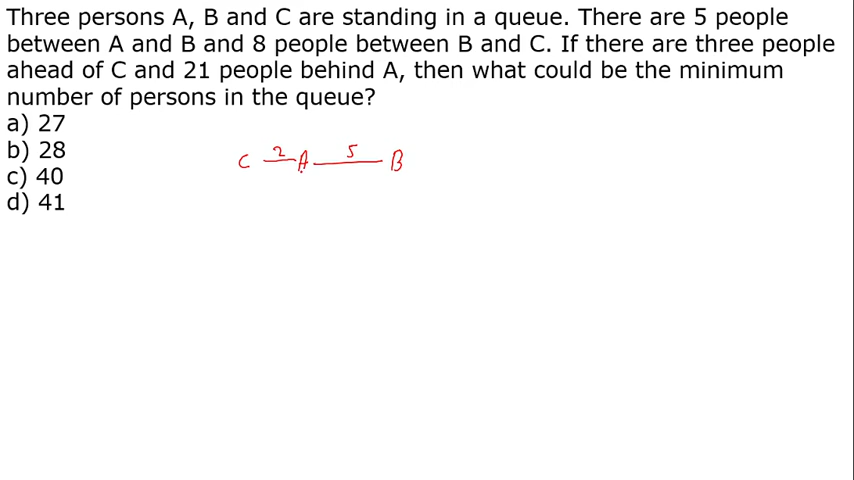 Three persons A, B and C are standing in a queue. There are 5 people
between A and B and 8 people between B and C. If there are three people
ahead of C and 21 people behind A, then what could be the minimum
number of persons in the queue?
a) 27
b) 28
c) 40
d) 41
C 2 A 5 B